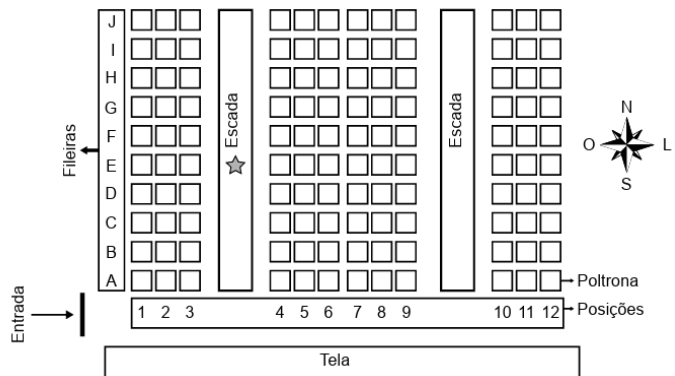 J
I
H
G
F
E
D
C
B
A
Fileiras
Escada
Escada
N
O L
S
Poltrona
1 2 3 4 5 6 7 8 9 10 11 12
Posições
Entrada
Tela